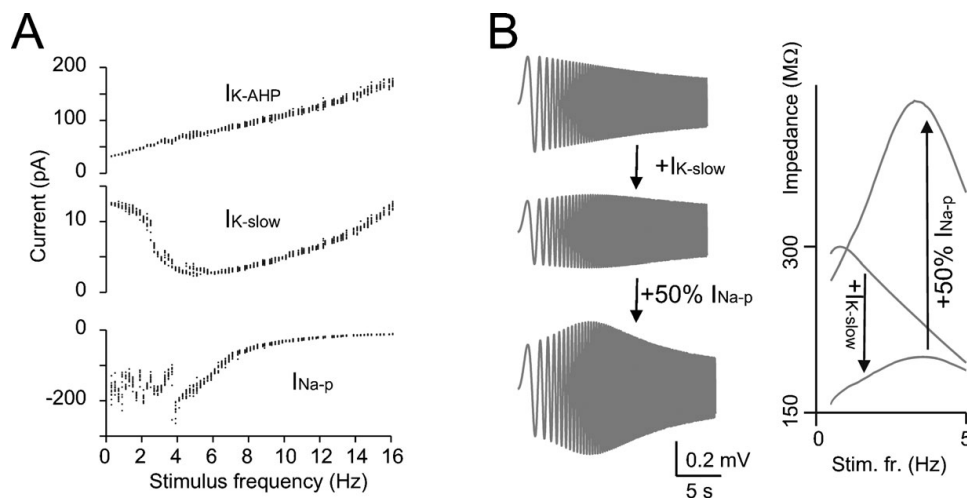 A
200
100
0
IK-AHP
Current (pA)
10
0
IK-slow
0
-200
INa-p
0 2 4 6 8 10 12 14 16
Stimulus frequency (Hz)
B
+IK-slow
+50% INa-p
0.2 mV
5 s
Impedance (MΩ)
300
150
+IK-slow
+50% INa-p
0 5
Stim. fr. (Hz)